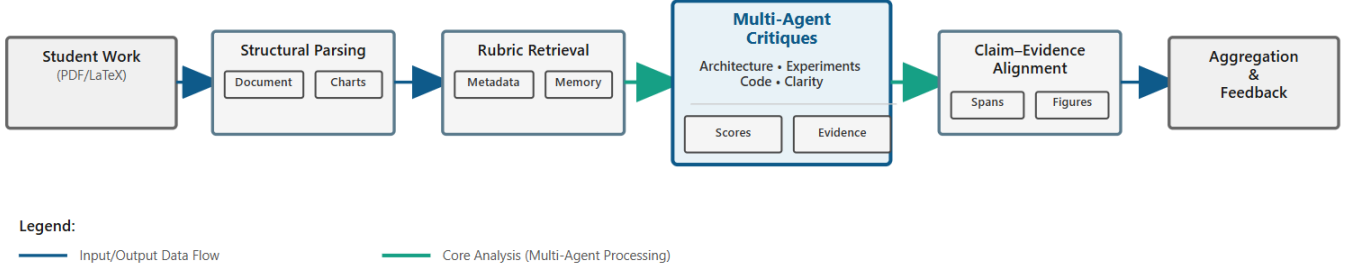 Student Work
(PDF/LaTeX)
Structural Parsing
Document
Charts
Rubric Retrieval
Metadata
Memory
Multi-Agent
Critiques
Architecture • Experiments
Code • Clarity
Scores
Evidence
Claim–Evidence
Alignment
Spans
Figures
Aggregation
&
Feedback
Legend:
Input/Output Data Flow
Core Analysis (Multi-Agent Processing)